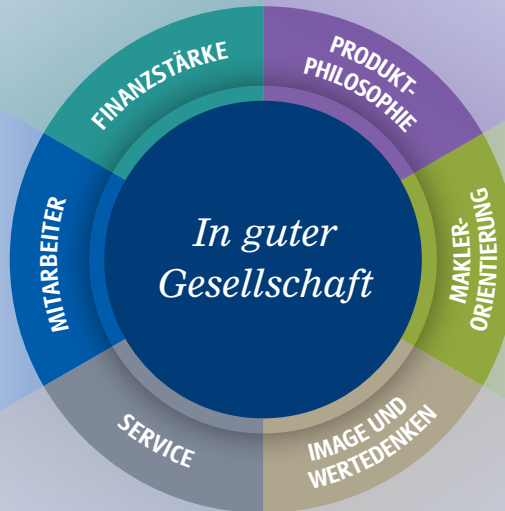 FINANZSTÄRKE
PRODUKT-
PHILOSOPHIE
MITARBEITER
In guter
Gesellschaft
MAKLER-
ORIENTIERUNG
SERVICE
IMAGE UND
WERTEDENKEN